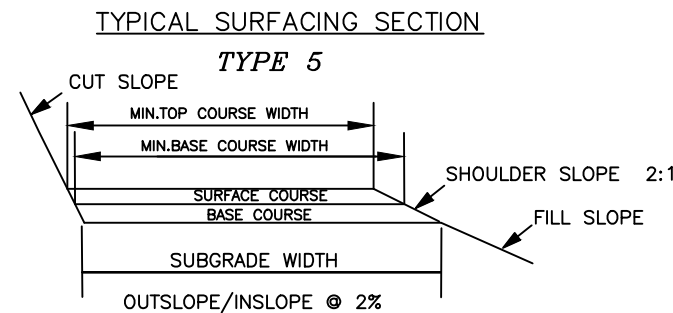 TYPICAL SURFACING SECTION
TYPE 5
CUT SLOPE
MIN.TOP COURSE WIDTH
MIN.BASE COURSE WIDTH
SHOULDER SLOPE 2:1
SURFACE COURSE
BASE COURSE
FILL SLOPE
SUBGRADE WIDTH
OUTSLOPE/INSLOPE @ 2%